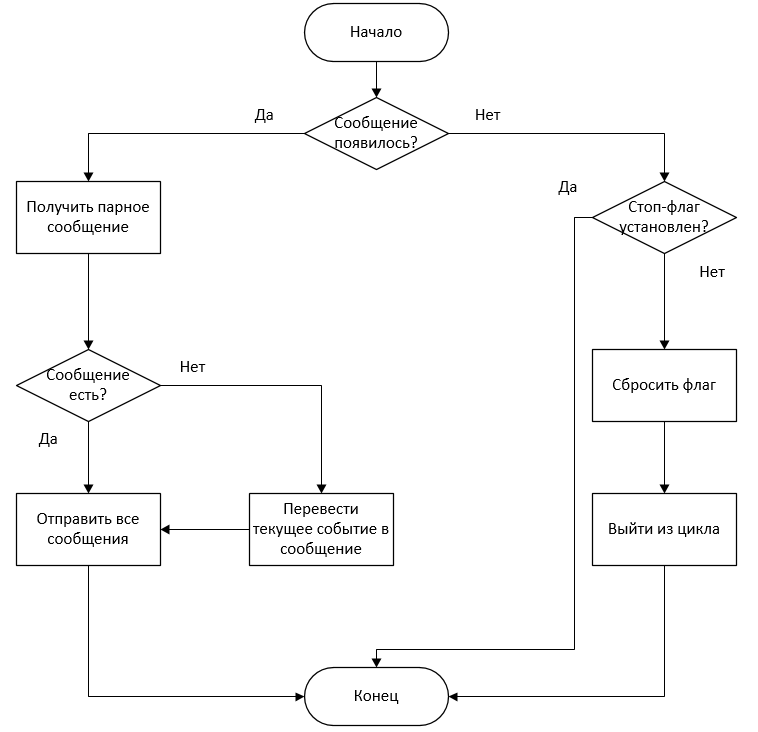 Начало
Да
Сообщение
появилось?
Нет
Получить парное
сообщение
Да
Стоп-флаг
установлен?
Нет
Сообщение
есть?
Нет
Да
Сбросить флаг
Отправить все
сообщения
Перевести
текущее событие в
сообщение
Выйти из цикла
Конец